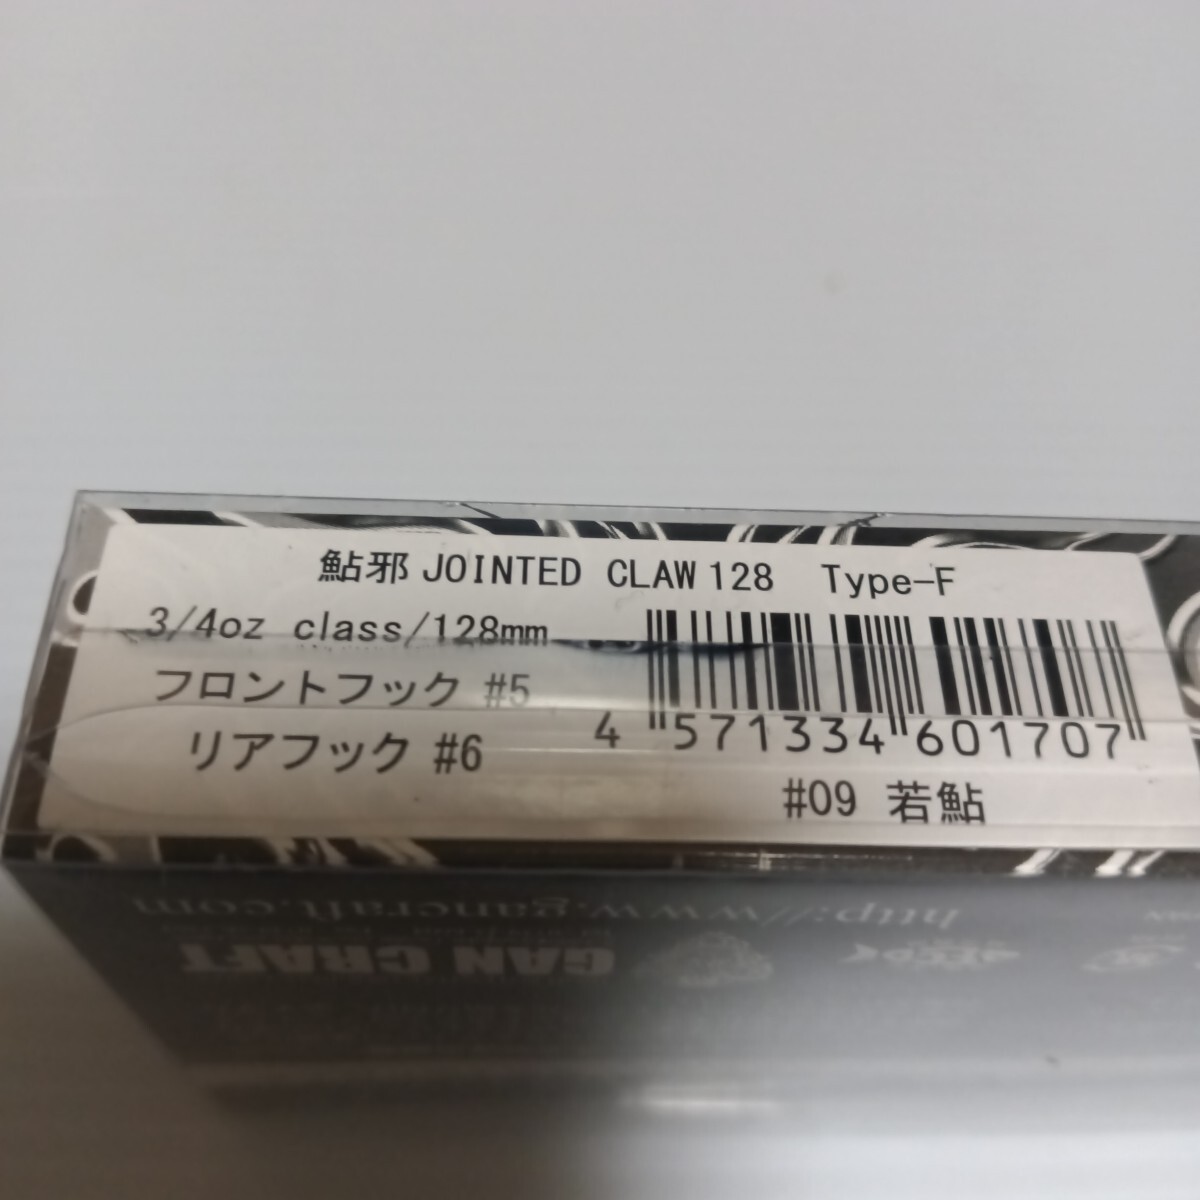 鮎邪 JOINTED CLAW 128 Type-F
3/4oz class/128mm
フロントフック #5
リアフック #6
4 571334 601707
#09 若鮎
http://www.gancraft.com
GAN CRAFT